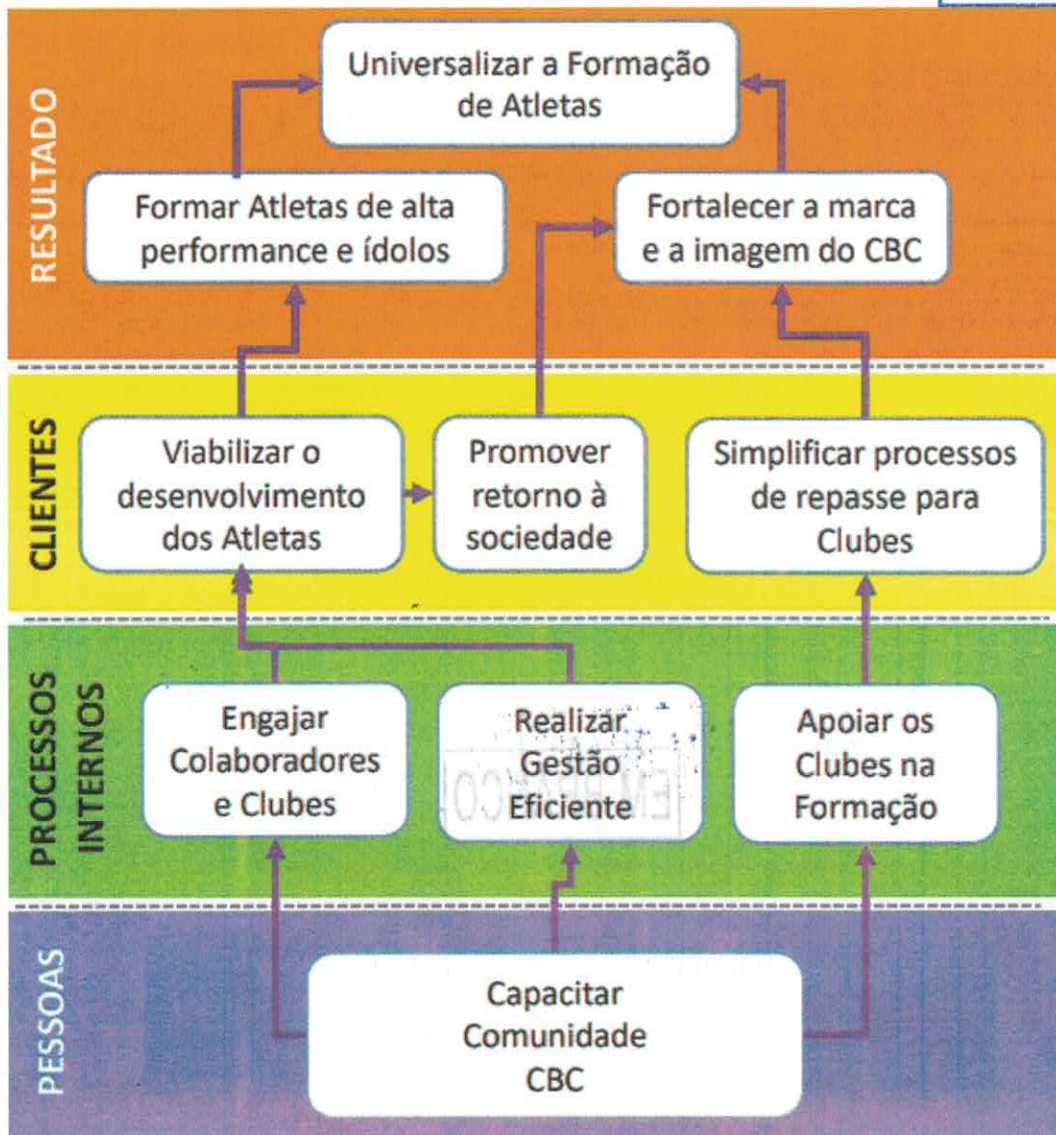 RESULTADO
Universalizar a Formação
de Atletas
Formar Atletas de alta
performance e ídolos
Fortalecer a marca
e a imagem do CBC
CLIENTES
Viabilizar o
desenvolvimento
dos Atletas
Promover
retorno à
sociedade
Simplificar processos
de repasse para
Clubes
PROCESSOS
INTERNOS
Engajar
Colaboradores
e Clubes
Realizar
Gestão
Eficiente
Apoiar os
Clubes na
Formação
EM BRANCO
PESSOAS
Capacitar
Comunidade
CBC